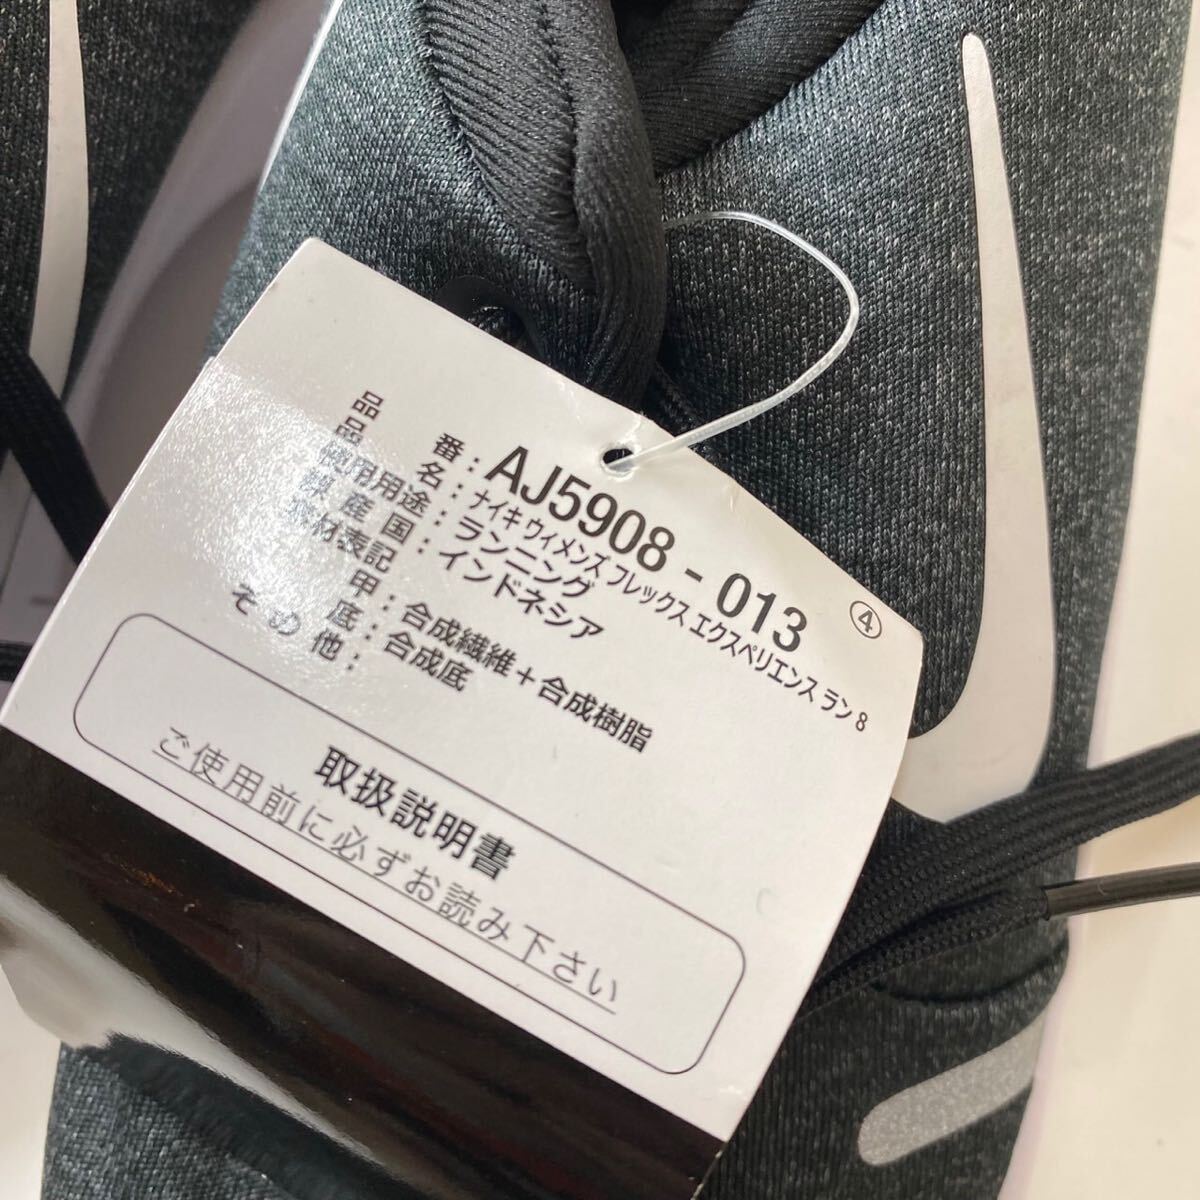 品番：AJ5908 - 013 ④
品名：ナイキ ウィメンズ フレックス エクスペリエンス ラン 8
使用用途：ランニング
原産国：インドネシア
素材表記
甲：合成繊維＋合成樹脂
底：合成底
その他：
取扱説明書
ご使用前に必ずお読み下さい